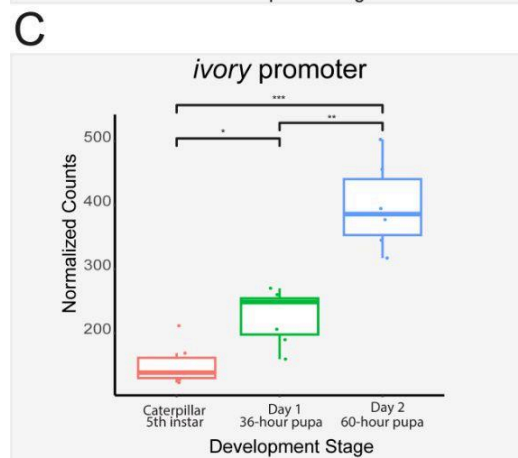 C
ivory promoter
***
**
*
500
400
300
200
Normalized Counts
Caterpillar
5th instar
Day 1
36-hour pupa
Day 2
60-hour pupa
Development Stage